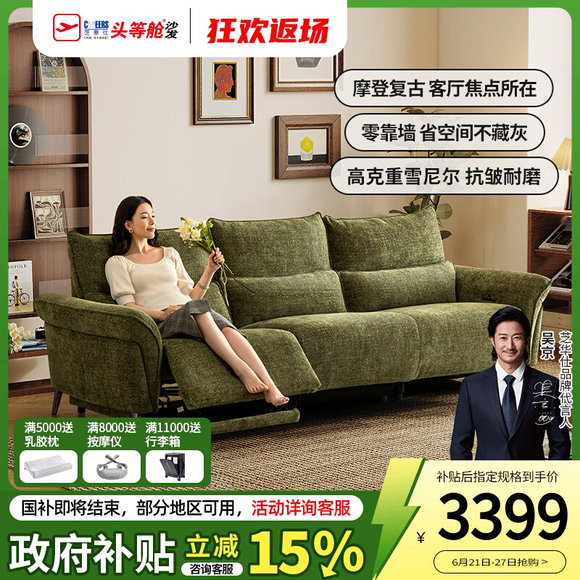 CHEERS
芝華仕
头等舱
沙发
狂欢返场
摩登复古 客厅焦点所在
零靠墙 省空间不藏灰
高克重雪尼尔 抗皱耐磨
芝华仕品牌代言人
吴京
满5000送
乳胶枕
满8000送
按摩仪
满11000送
行李箱
国补即将结束，部分地区可用，活动详询客服
政府补贴
立减
咨询客服
15%
补贴后指定规格到手价
¥3399
6月21日-27日抢购 >